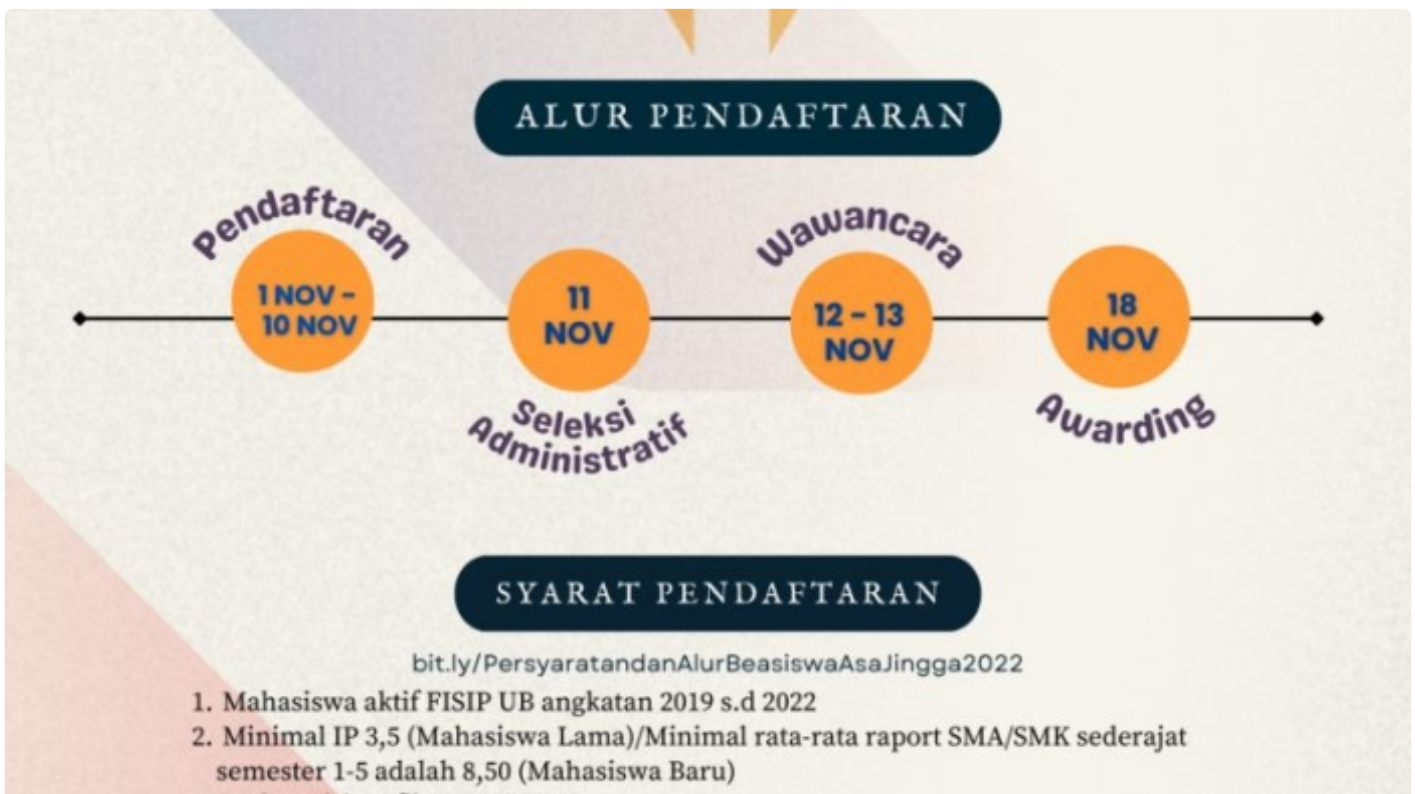 ALUR PENDAFTARAN
Pendaftaran
1 NOV -
10 NOV
11
NOV
Seleksi
Administratif
Wawancara
12 - 13
NOV
18
NOV
Awarding
SYARAT PENDAFTARAN
bit.ly/PersyaratandanAlurBeasiswaAsaJingga2022
1. Mahasiswa aktif FISIP UB angkatan 2019 s.d 2022
2. Minimal IP 3,5 (Mahasiswa Lama)/Minimal rata-rata raport SMA/SMK sederajat
semester 1-5 adalah 8,50 (Mahasiswa Baru)